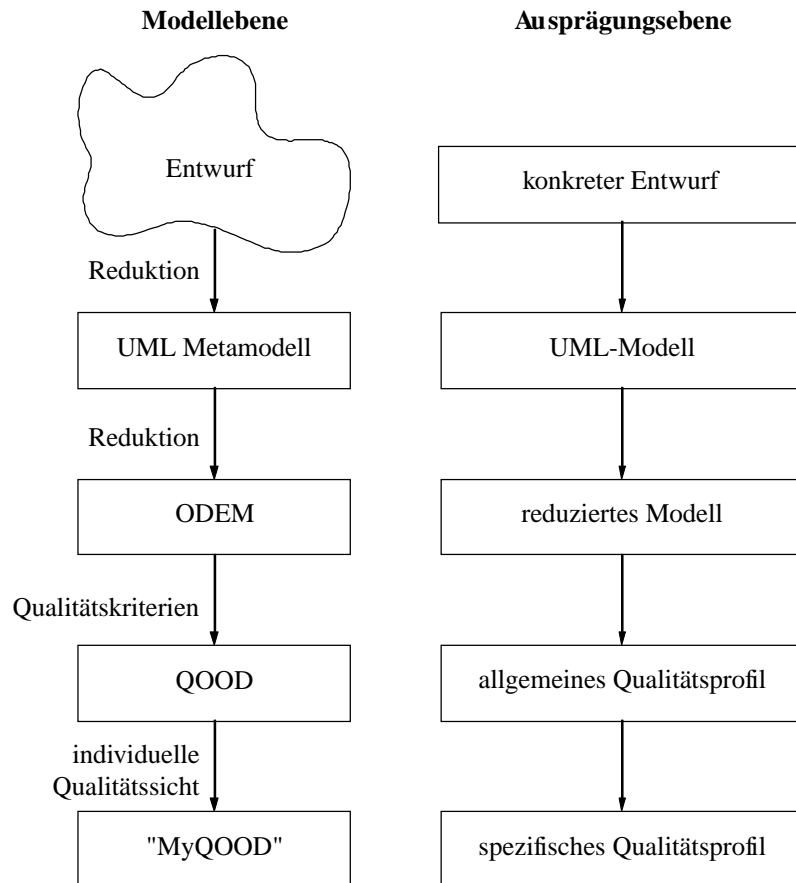 Modellebene
Ausprägungsebene
Entwurf
konkreter Entwurf
Reduktion
UML Metamodell
UML-Modell
Reduktion
ODEM
reduziertes Modell
Qualitätskriterien
QOOD
allgemeines Qualitätsprofil
individuelle
Qualitätssicht
"MyQOOD"
spezifisches Qualitätsprofil